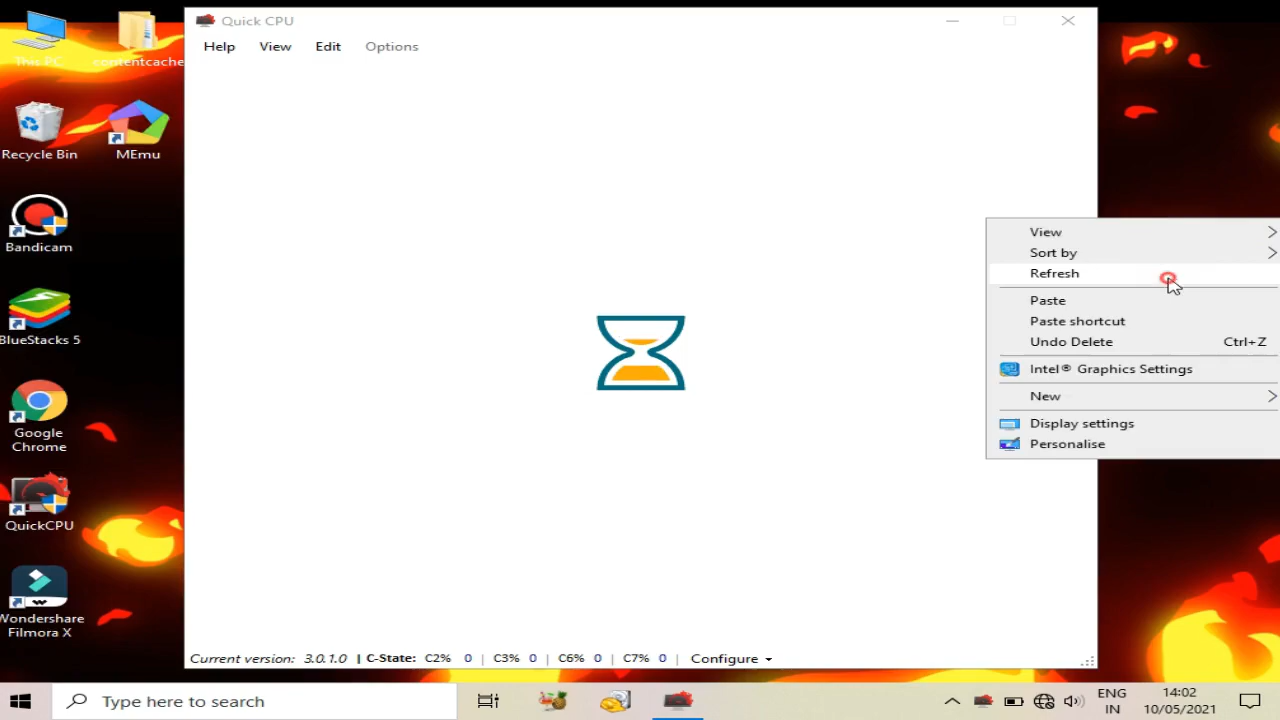 Quick CPU
Help View Edit Options
This PC
contentcache
Recycle Bin
MEmu
Bandicam
BlueStacks 5
Google
Chrome
QuickCPU
Wondershare
Filmora X
View
Sort by
Refresh
Paste
Paste shortcut
Undo Delete Ctrl+Z
Intel® Graphics Settings
New
Display settings
Personalise
Current version: 3.0.1.0 | C-State: C2% 0 | C3% 0 | C6% 0 | C7% 0 | Configure
Type here to search
ENG
IN
14:02
10/05/2021